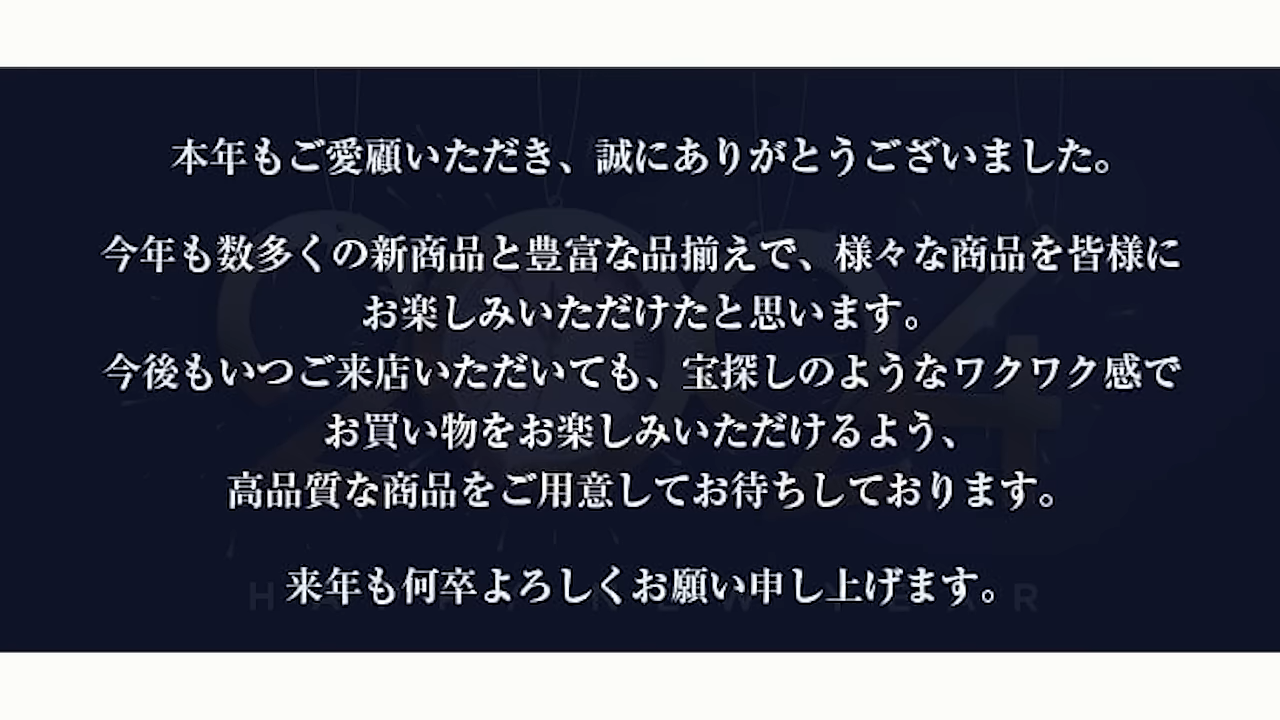 本年もご愛顧いただき、誠にありがとうございました。
今年も数多くの新商品と豊富な品揃えで、様々な商品を皆様に
お楽しみいただけたと思います。
今後もいつご来店いただいても、宝探しのようなワクワク感で
お買い物をお楽しみいただけるよう、
高品質な商品をご用意してお待ちしております。
来年も何卒よろしくお願い申し上げます。
2024
HAPPY NEW YEAR